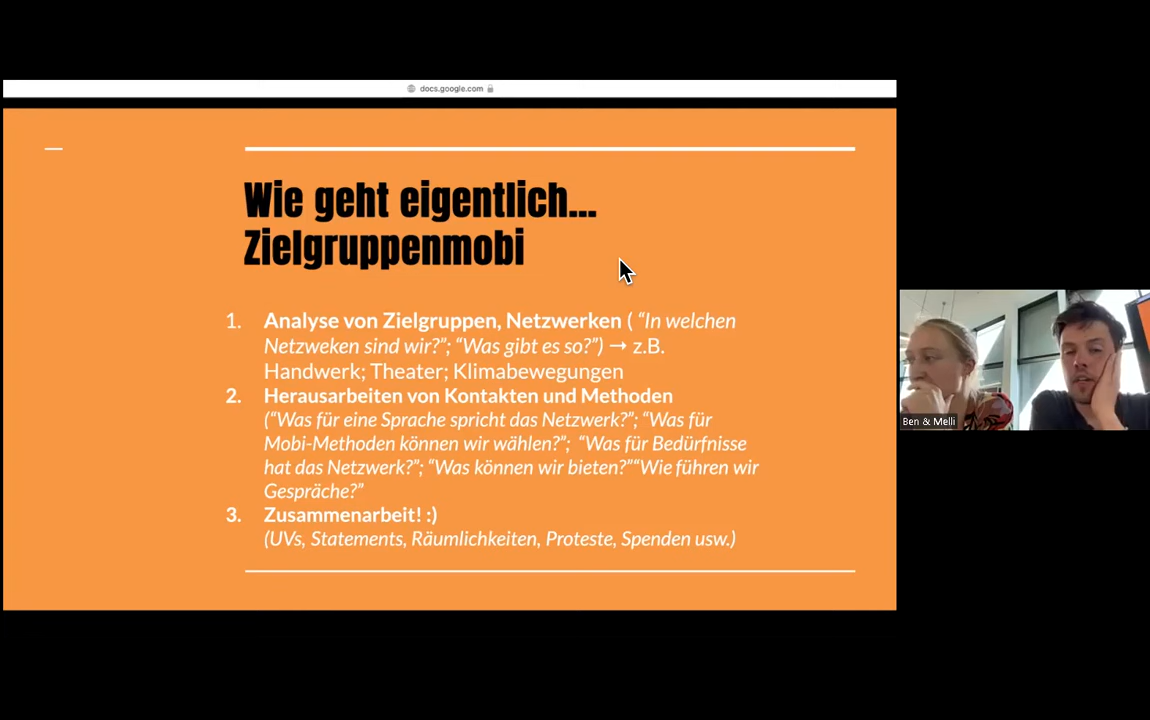 docs.google.com
Wie geht eigentlich...
Zielgruppenmobi
1. Analyse von Zielgruppen, Netzwerken ( “In welchen
Netzweken sind wir?”; “Was gibt es so?”) → z.B.
Handwerk; Theater; Klimabewegungen
2. Herausarbeiten von Kontakten und Methoden
(“Was für eine Sprache spricht das Netzwerk?”; “Was für
Mobi-Methoden können wir wählen?”; “Was für Bedürfnisse
hat das Netzwerk?”; “Was können wir bieten?”“Wie führen wir
Gespräche?”
3. Zusammenarbeit! :)
(UVs, Statements, Räumlichkeiten, Proteste, Spenden usw.)
Ben & Melli